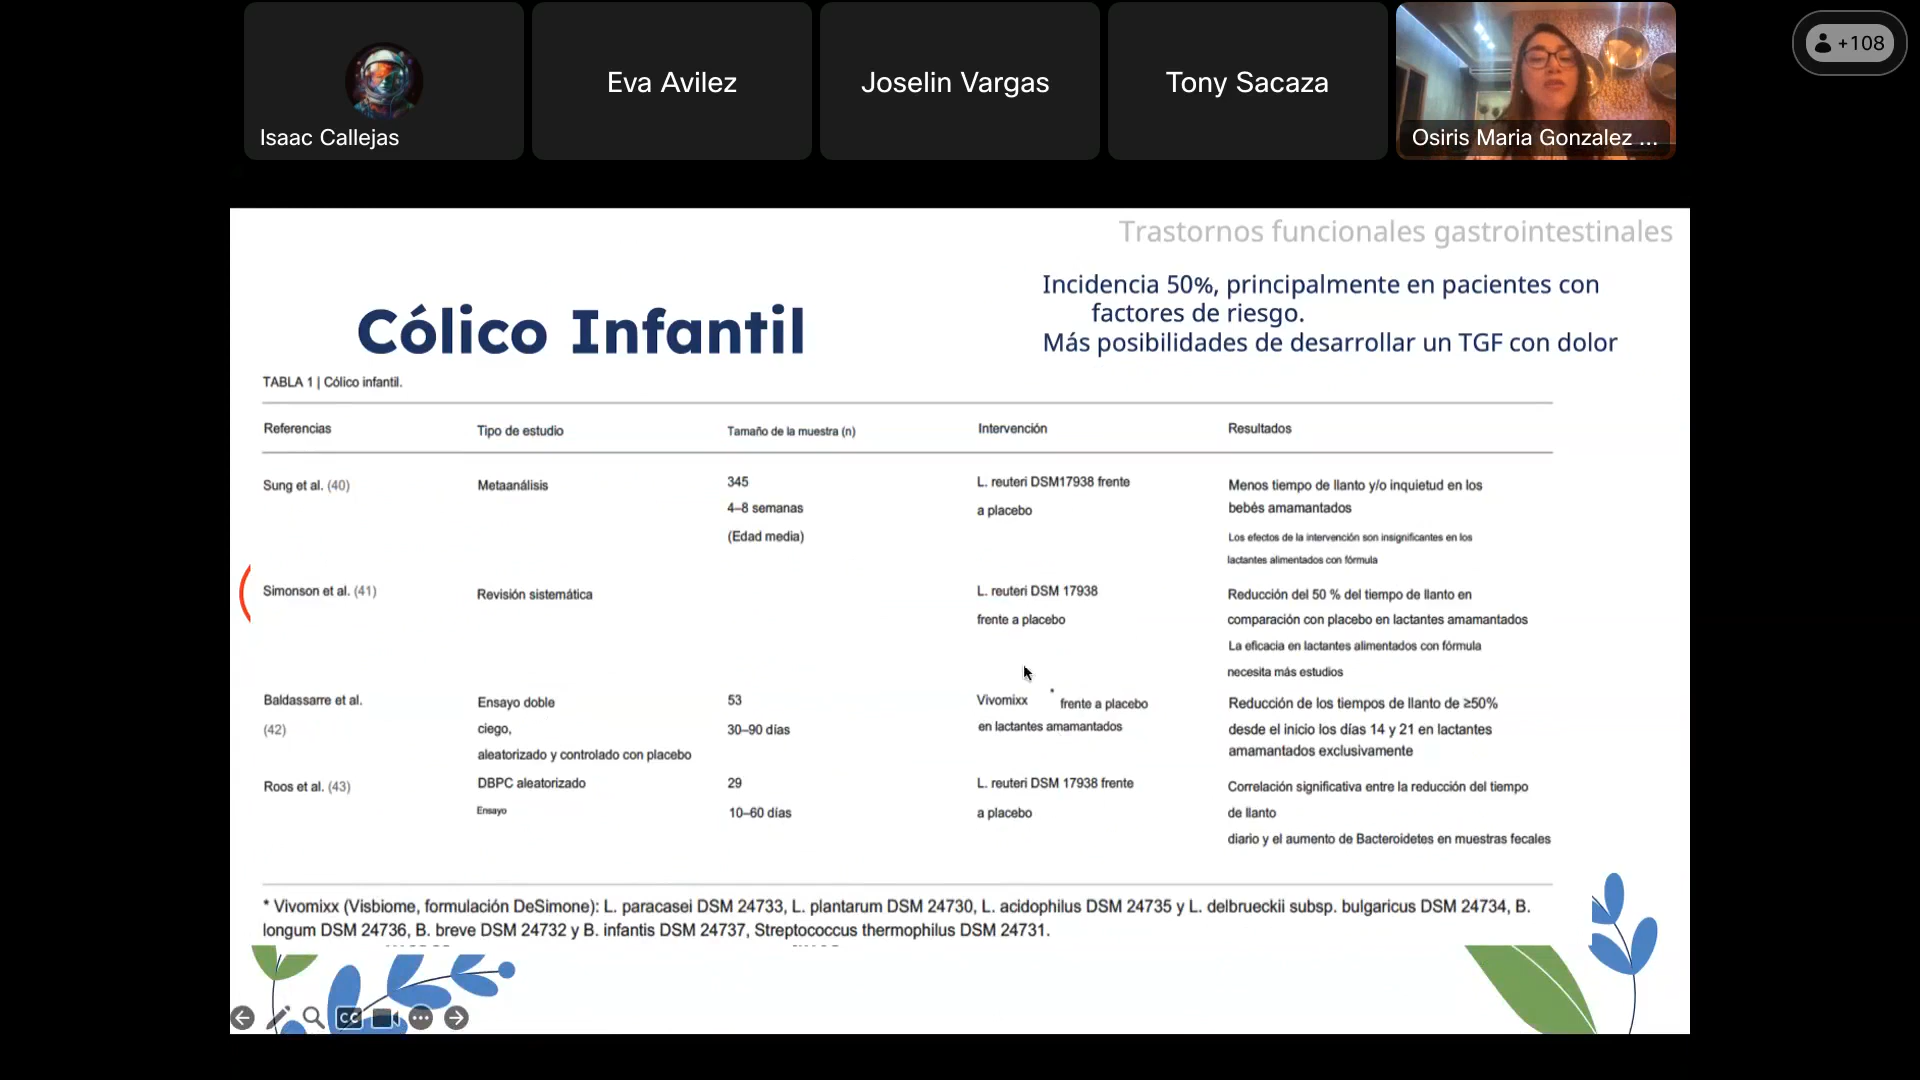 Isaac Callejas
Eva Avilez
Joselin Vargas
Tony Sacaza
Osiris Maria Gonzalez ...
+108
Trastornos funcionales gastrointestinales
Incidencia 50%, principalmente en pacientes con
factores de riesgo.
Más posibilidades de desarrollar un TGF con dolor
Cólico Infantil
TABLA 1 | Cólico infantil.
Referencias
Tipo de estudio
Tamaño de la muestra (n)
Intervención
Resultados
Sung et al. (40)
Metaanálisis
345
4–8 semanas
(Edad media)
L. reuteri DSM17938 frente
a placebo
Menos tiempo de llanto y/o inquietud en los
bebés amamantados
Los efectos de la intervención son insignificantes en los
lactantes alimentados con fórmula
Simonson et al. (41)
Revisión sistemática
L. reuteri DSM 17938
frente a placebo
Reducción del 50 % del tiempo de llanto en
comparación con placebo en lactantes amamantados
La eficacia en lactantes alimentados con fórmula
necesita más estudios
Baldassarre et al.
(42)
Ensayo doble
ciego,
aleatorizado y controlado con placebo
53
30–90 días
Vivomixx * frente a placebo
en lactantes amamantados
Reducción de los tiempos de llanto de ≥50%
desde el inicio los días 14 y 21 en lactantes
amamantados exclusivamente
Roos et al. (43)
DBPC aleatorizado
Ensayo
29
10–60 días
L. reuteri DSM 17938 frente
a placebo
Correlación significativa entre la reducción del tiempo
de llanto
diario y el aumento de Bacteroidetes en muestras fecales
* Vivomixx (Visbiome, formulación DeSimone): L. paracasei DSM 24733, L. plantarum DSM 24730, L. acidophilus DSM 24735 y L. delbrueckii subsp. bulgaricus DSM 24734, B.
longum DSM 24736, B. breve DSM 24732 y B. infantis DSM 24737, Streptococcus thermophilus DSM 24731.
CC